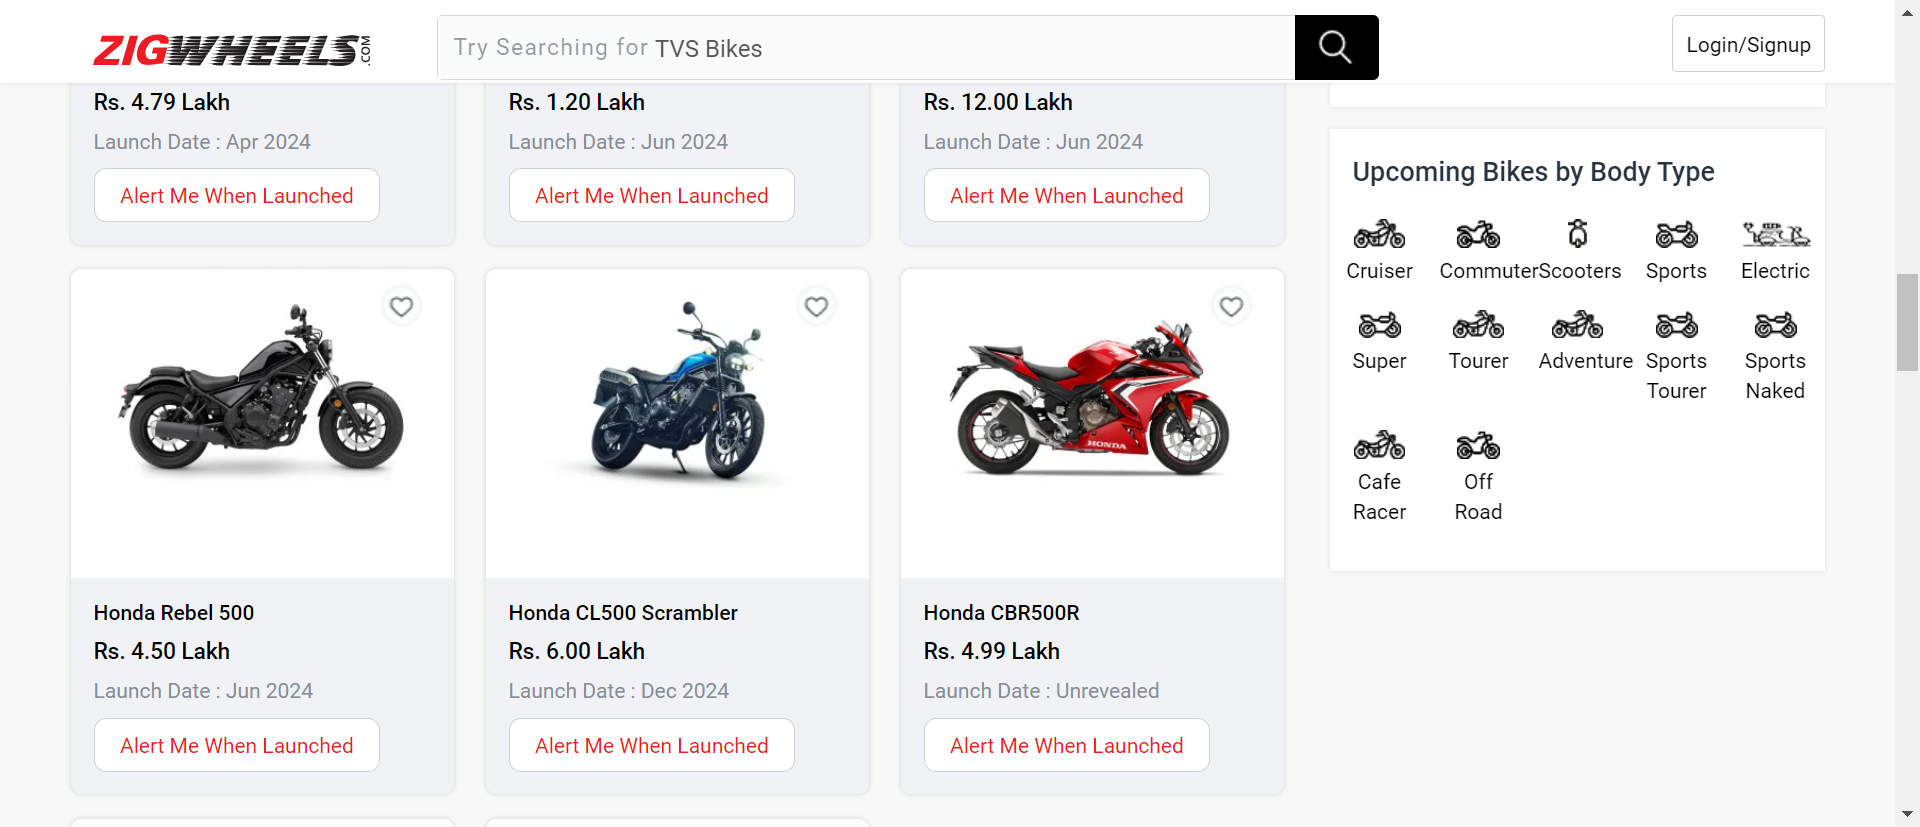 ZIGWHEELS.COM
Try Searching for TVS Bikes
Login/Signup
Rs. 4.79 Lakh
Launch Date : Apr 2024
Alert Me When Launched
Rs. 1.20 Lakh
Launch Date : Jun 2024
Alert Me When Launched
Rs. 12.00 Lakh
Launch Date : Jun 2024
Alert Me When Launched
HONDA
Honda Rebel 500
Rs. 4.50 Lakh
Launch Date : Jun 2024
Alert Me When Launched
Honda CL500 Scrambler
Rs. 6.00 Lakh
Launch Date : Dec 2024
Alert Me When Launched
Honda CBR500R
Rs. 4.99 Lakh
Launch Date : Unrevealed
Alert Me When Launched
Upcoming Bikes by Body Type
Cruiser
Commuter
Scooters
Sports
Electric
Super
Tourer
Adventure
Sports
Tourer
Sports
Naked
Cafe
Racer
Off
Road